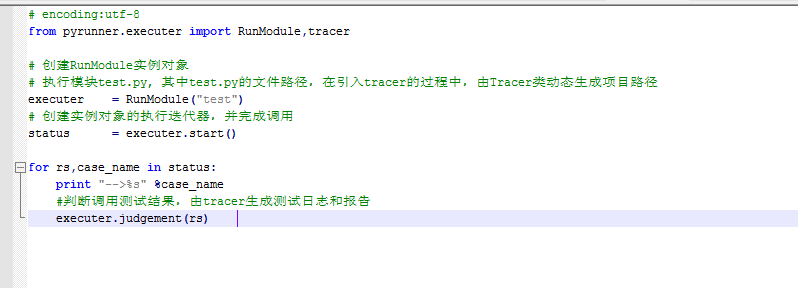 # encoding:utf-8
from pyrunner.executer import RunModule,tracer
# 创建RunModule实例对象
# 执行模块test.py, 其中test.py的文件路径，在引入tracer的过程中，由Tracer类动态生成项目路径
executer    = RunModule("test")
# 创建实例对象的执行迭代器，并完成调用
status      = executer.start()
for rs,case_name in status:
    print "-->%s" %case_name
    #判断调用测试结果，由tracer生成测试日志和报告
    executer.judgement(rs)